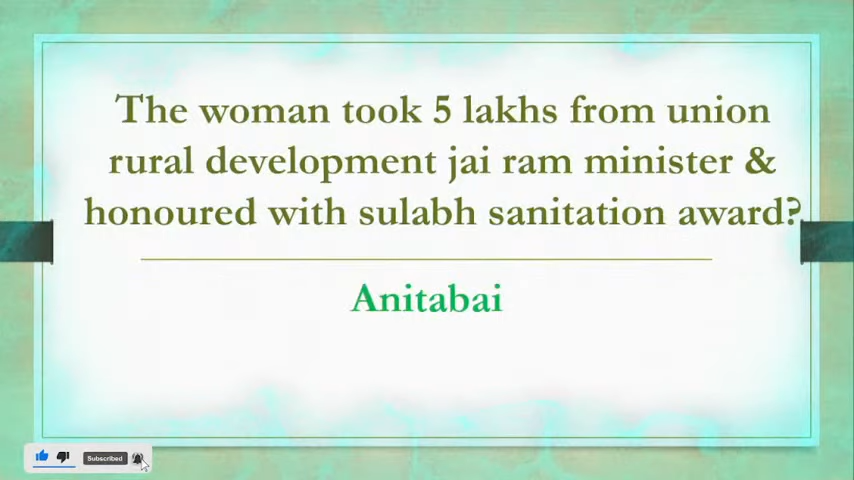 The woman took 5 lakhs from union
rural development jai ram minister &
honoured with sulabh sanitation award?
Anitabai
Subscribed